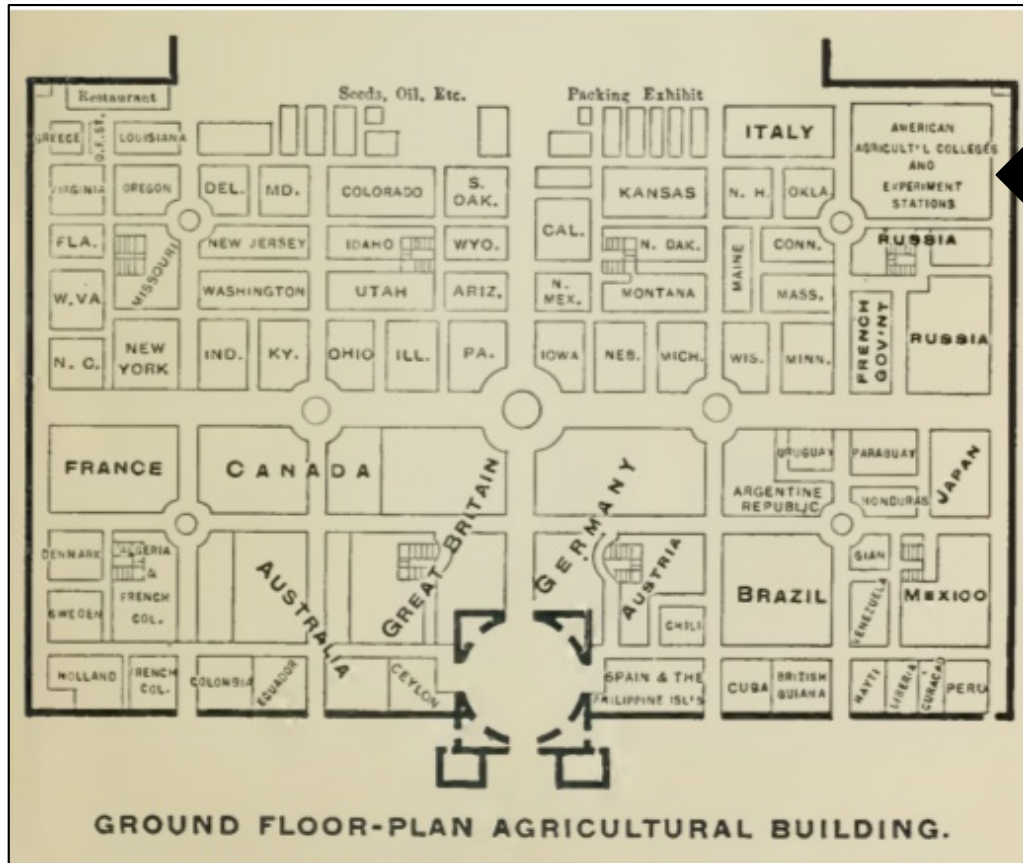 Restaurant
Seeds, Oil, Etc.
Packing Exhibit
GREECE
LOUISIANA
ITALY
AMERICAN
AGRICULT'L COLLEGES
AND
EXPERIMENT
STATIONS
VIRGINIA
OREGON
DEL.
MD.
COLORADO
S.
DAK.
KANSAS
N. H.
OKLA.
FLA.
MISSOURI
NEW JERSEY
IDAHO
WYO.
CAL.
N. DAK.
MAINE
CONN.
RUSSIA
W.VA.
WASHINGTON
UTAH
ARIZ.
N.
MEX.
MONTANA
MASS.
FRENCH
GOV'NT
RUSSIA
N. C.
NEW
YORK
IND.
KY.
OHIO
ILL.
PA.
IOWA
NEB.
MICH.
WIS.
MINN.
FRANCE
CANADA
GREAT BRITAIN
GERMANY
URUGUAY
PARAGUAY
JAPAN
ARGENTINE
REPUBLIC
HONDURAS
DENMARK
ALGERIA
&
FRENCH
COL.
AUSTRALIA
AUSTRIA
BRAZIL
VENEZUELA
MEXICO
SWEDEN
CHILI
HOLLAND
FRENCH
COL.
COLOMBIA
ECUADOR
CEYLON
SPAIN & THE
PHILIPPINE ISL'S
CUBA
BRITISH
GUIANA
HAYTI
LIBERIA
CURACAO
PERU
GROUND FLOOR-PLAN AGRICULTURAL BUILDING.